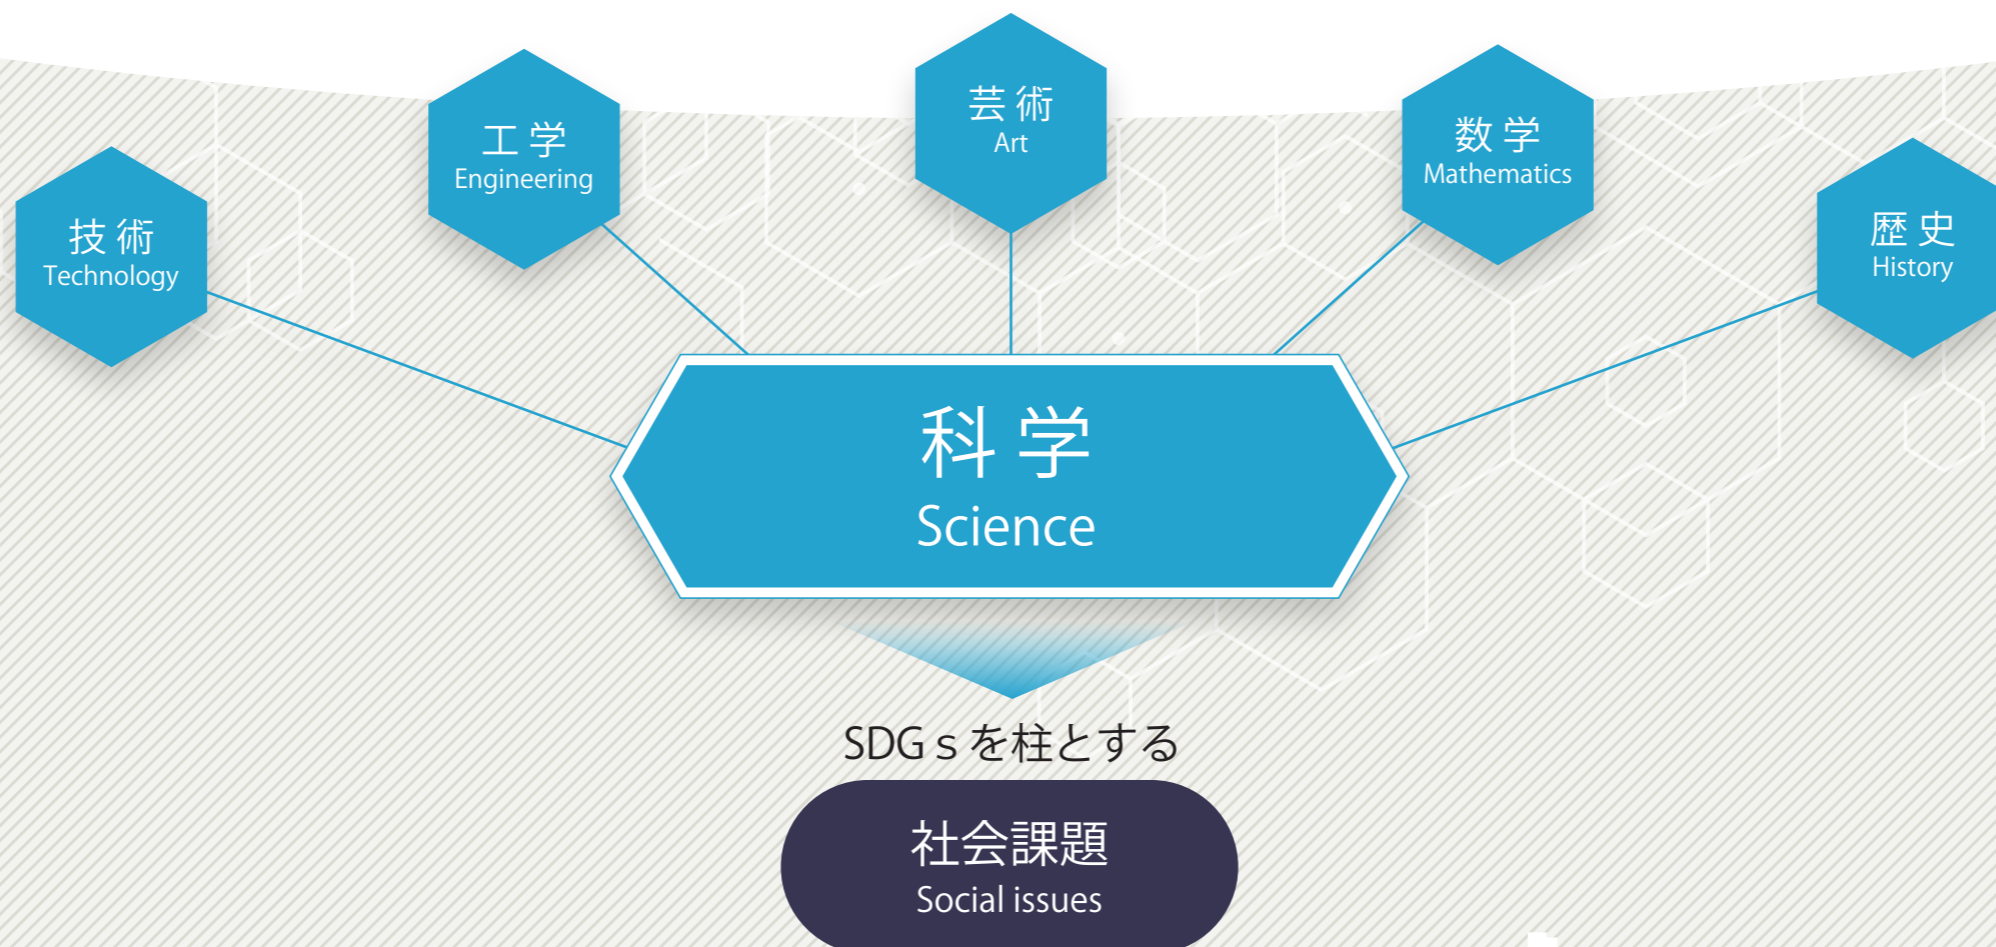 芸術
Art
工学
Engineering
数学
Mathematics
技術
Technology
歴史
History
科学
Science
SDGｓを柱とする
社会課題
Social issues